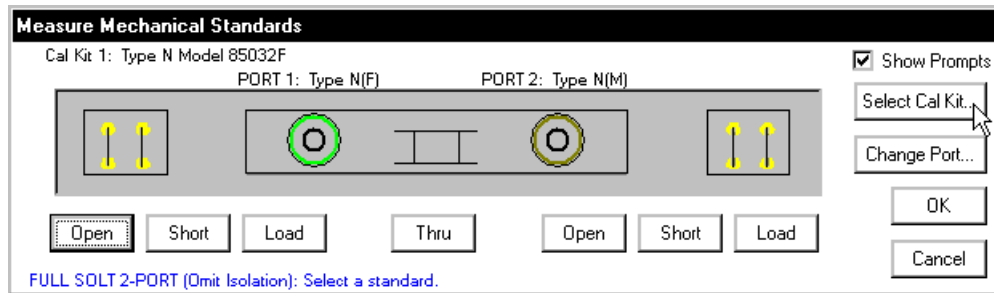 Measure Mechanical Standards
Cal Kit 1: Type N Model 85032F
PORT 1: Type N(F) PORT 2: Type N(M)
Show Prompts
Select Cal Kit...
Change Port...
OK
Cancel
Open Short Load Thru Open Short Load
FULL SOLT 2-PORT (Omit Isolation): Select a standard.